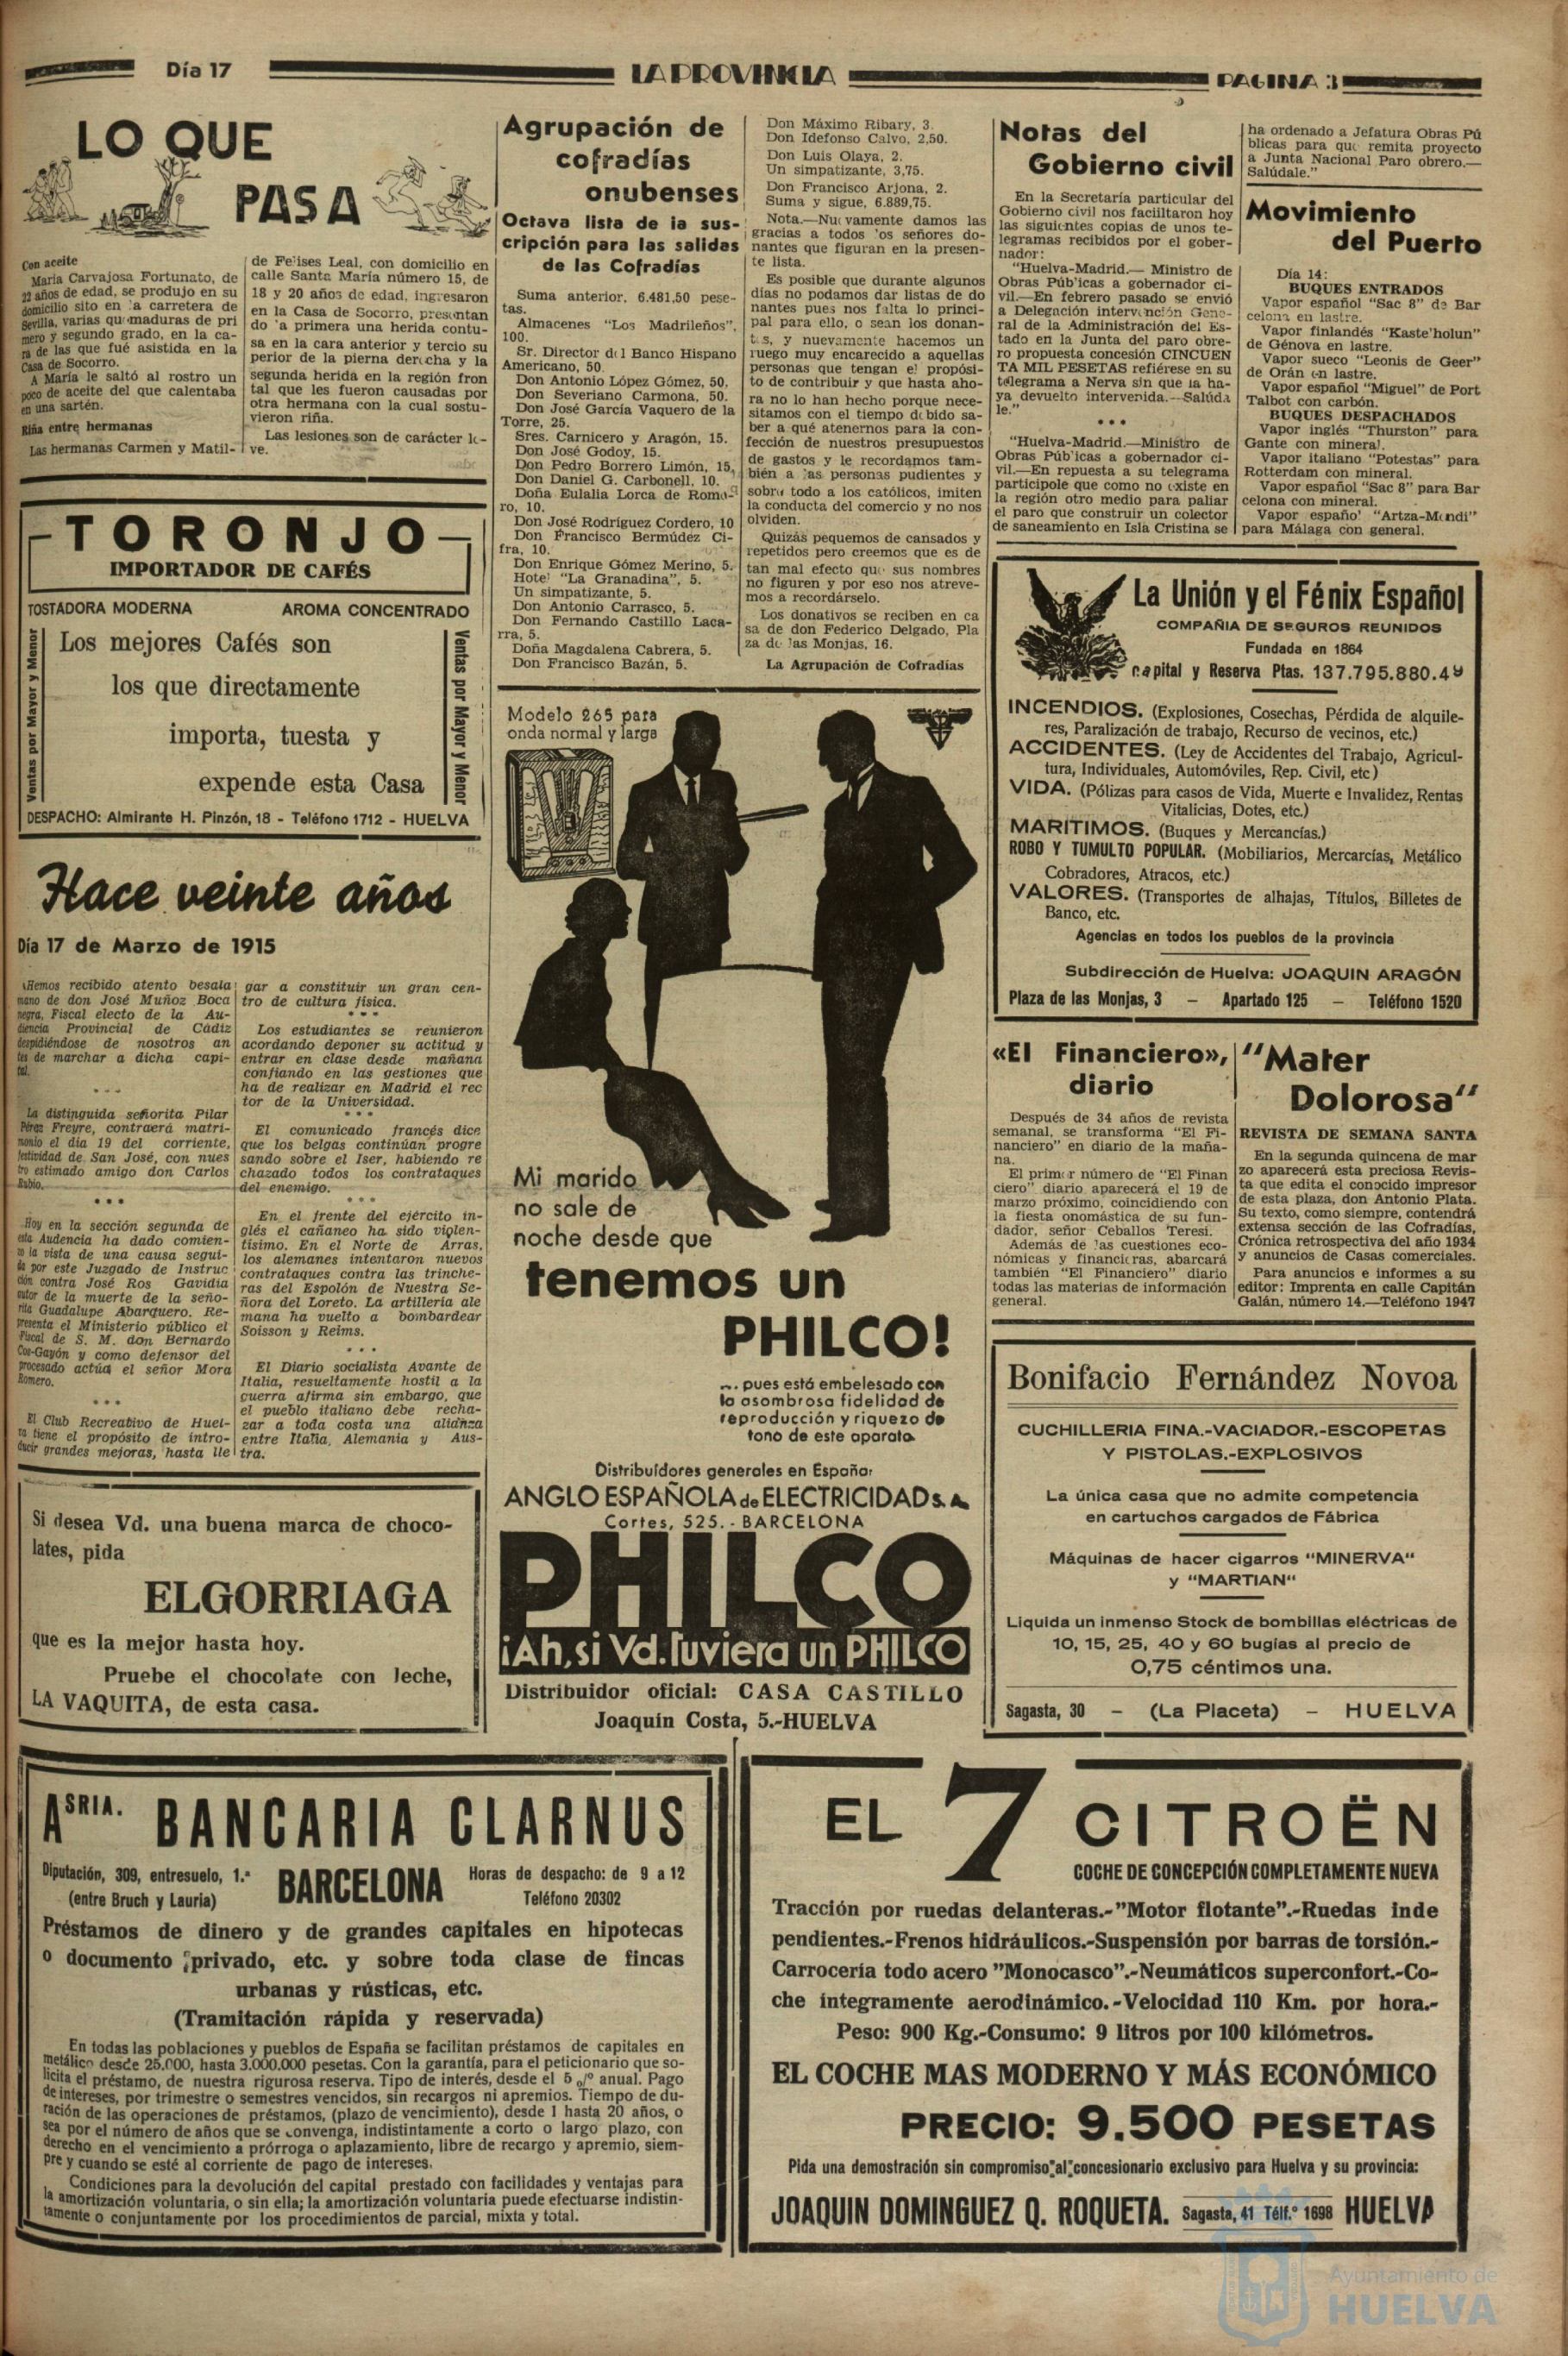 Día 17
LA PROVINCIA
PAGINA 3
LO QUE
PASA
Con aceite
María Carvajosa Fortunato, de
22 años de edad, se produjo en su
domicilio sito en la carretera de
Sevilla, varias quemaduras de pri
mero y segundo grado, en la ca-
ra de las que fué asistida en la
Casa de Socorro.
A María le saltó al rostro un
poco de aceite del que calentaba
en una sartén.
Riña entre hermanas
Las hermanas Carmen y Matil-
de Felises Leal, con domicilio en
calle Santa María número 15, de
18 y 20 años de edad, ingresaron
en la Casa de Socorro, presentan
do la primera una herida contu-
sa en la cara anterior y tercio su
perior de la pierna derecha y la
segunda herida en la región fron
tal que les fueron causadas por
otra hermana con la cual sostu-
vieron riña.
Las lesiones son de carácter le-
ve.
TORONJO
IMPORTADOR DE CAFÉS
TOSTADORA MODERNA AROMA CONCENTRADO
Ventas por Mayor y Menor
Los mejores Cafés son
los que directamente
importa, tuesta y
expende esta Casa
Ventas por Mayor y Menor
DESPACHO: Almirante H. Pinzón, 18 - Teléfono 1712 - HUELVA
Hace veinte años
Día 17 de Marzo de 1915
Hemos recibido atento besala
mano de don José Muñoz Boca
negra, Fiscal electo de la Au-
diencia Provincial de Cádiz
despidiéndose de nosotros an
tes de marchar a dicha capi-
tal.
* * *
La distinguida señorita Pilar
Pérez Freyre, contraerá matri-
monio el día 19 del corriente,
festividad de San José, con nues
tro estimado amigo don Carlos
Rubio.
* * *
Hoy en la sección segunda de
esta Audencia ha dado comien-
zo la vista de una causa segui-
da por este Juzgado de Instruc
ción contra José Ros Gavidia
autor de la muerte de la seño-
rita Guadalupe Abarquero. Re-
presenta el Ministerio público el
Fiscal de S. M. don Bernardo
Cos-Gayón y como defensor del
procesado actúa el señor Mora
Romero.
* * *
El Club Recreativo de Huel-
va tiene el propósito de intro-
ducir grandes mejoras, hasta lle
gar a constituir un gran cen-
tro de cultura física.
* * *
Los estudiantes se reunieron
acordando deponer su actitud y
entrar en clase desde mañana
confiando en las gestiones que
ha de realizar en Madrid el rec
tor de la Universidad.
* * *
El comunicado francés dice
que los belgas continúan progre
sando sobre el Iser, habiendo re
chazado todos los contrataques
del enemigo.
* * *
En el frente del ejército in-
glés el cañaneo ha sido violen-
tísimo. En el Norte de Arras,
los alemanes intentaron nuevos
contrataques contra las trinche-
ras del Espolón de Nuestra Se-
ñora del Loreto. La artillería ale
mana ha vuelto a bombardear
Soisson y Reims.
* * *
El Diario socialista Avante de
Italia, resueltamente hostil a la
guerra afirma sin embargo, que
el pueblo italiano debe recha-
zar a toda costa una alianza
entre Italia, Alemania y Aus-
tra.
Si desea Vd. una buena marca de choco-
lates, pida
ELGORRIAGA
que es la mejor hasta hoy.
Pruebe el chocolate con leche,
LA VAQUITA, de esta casa.
Agrupación de
cofradías
onubenses
Octava lista de la sus-
cripción para las salidas
de las Cofradías
Suma anterior, 6.481,50 pese-
tas.
Almacenes "Los Madrileños",
100.
Sr. Director del Banco Hispano
Americano, 50.
Don Antonio López Gómez, 50.
Don Severiano Carmona, 50.
Don José García Vaquero de la
Torre, 25.
Sres. Carnicero y Aragón, 15.
Don José Godoy, 15.
Don Pedro Borrero Limón, 15,
Don Daniel G. Carbonell, 10.
Doña Eulalia Lorca de Rome-
ro, 10.
Don José Rodríguez Cordero, 10
Don Francisco Bermúdez Ci-
fra, 10.
Don Enrique Gómez Merino, 5.
Hotel "La Granadina", 5.
Un simpatizante, 5.
Don Antonio Carrasco, 5.
Don Fernando Castillo Laca-
rra, 5.
Doña Magdalena Cabrera, 5.
Don Francisco Bazán, 5.
Don Máximo Ribary, 3.
Don Idefonso Calvo, 2,50.
Don Luis Olaya, 2.
Un simpatizante, 3,75.
Don Francisco Arjona, 2.
Suma y sigue, 6.889,75.
Nota.—Nuevamente damos las
gracias a todos los señores do-
nantes que figuran en la presen-
te lista.
Es posible que durante algunos
días no podamos dar listas de do
nantes pues nos falta lo princi-
pal para ello, o sean los donan-
tes, y nuevamente hacemos un
ruego muy encarecido a aquellas
personas que tengan el propósi-
to de contribuir y que hasta aho-
ra no lo han hecho porque nece-
sitamos con el tiempo debido sa-
ber a qué atenernos para la con-
fección de nuestros presupuestos
de gastos y le recordamos tam-
bién a las personas pudientes y
sobre todo a los católicos, imiten
la conducta del comercio y no nos
olviden.
Quizás pequemos de cansados y
repetidos pero creemos que es de
tan mal efecto que sus nombres
no figuren y por eso nos atreve-
mos a recordárselo.
Los donativos se reciben en ca
sa de don Federico Delgado, Pla
za de las Monjas, 16.
La Agrupación de Cofradías
Modelo 265 para
onda normal y larga
Mi marido
no sale de
noche desde que
tenemos un
PHILCO!
... pues está embelesado con
la asombrosa fidelidad de
reproducción y riqueza de
tono de este aparato
Distribuidores generales en España:
ANGLO ESPAÑOLA de ELECTRICIDAD S. A.
Cortes, 525. - BARCELONA
PHILCO
¡Ah, si Vd. tuviera un PHILCO
Distribuidor oficial: CASA CASTILLO
Joaquín Costa, 5.-HUELVA
Notas del
Gobierno civil
En la Secretaría particular del
Gobierno civil nos faciiltaron hoy
las siguientes copias de unos te-
legramas recibidos por el gober-
nador:
"Huelva-Madrid.— Ministro de
Obras Públicas a gobernador ci-
vil.—En febrero pasado se envió
a Delegación intervención Gene-
ral de la Administración del Es-
tado en la Junta del paro obre-
ro propuesta concesión CINCUEN
TA MIL PESETAS refiérese en su
telegrama a Nerva sin que la ha-
ya devuelto intervenida.—Salúda
le."
* * *
"Huelva-Madrid.—Ministro de
Obras Públicas a gobernador ci-
vil.—En repuesta a su telegrama
participole que como no existe en
la región otro medio para paliar
el paro que construir un colector
de saneamiento en Isla Cristina se
ha ordenado a Jefatura Obras Pú
blicas para que remita proyecto
a Junta Nacional Paro obrero.—
Salúdale."
Movimiento
del Puerto
Día 14:
BUQUES ENTRADOS
Vapor español "Sac 8" de Bar
celona en lastre.
Vapor finlandés "Kasteholun"
de Génova en lastre.
Vapor sueco "Leonis de Geer"
de Orán en lastre.
Vapor español "Miguel" de Port
Talbot con carbón.
BUQUES DESPACHADOS
Vapor inglés "Thurston" para
Gante con mineral.
Vapor italiano "Potestas" para
Rotterdam con mineral.
Vapor español "Sac 8" para Bar
celona con mineral.
Vapor español "Artza-Mendi"
para Málaga con general.
La Unión y el Fénix Español
COMPAÑIA DE SEGUROS REUNIDOS
Fundada en 1864
Capital y Reserva Ptas. 137.795.880.49
INCENDIOS. (Explosiones, Cosechas, Pérdida de alquile-
res, Paralización de trabajo, Recurso de vecinos, etc.)
ACCIDENTES. (Ley de Accidentes del Trabajo, Agricul-
tura, Individuales, Automóviles, Rep. Civil, etc)
VIDA. (Pólizas para casos de Vida, Muerte e Invalidez, Rentas
Vitalicias, Dotes, etc.)
MARITIMOS. (Buques y Mercancías.)
ROBO Y TUMULTO POPULAR. (Mobiliarios, Mercarcías, Metálico
Cobradores, Atracos, etc.)
VALORES. (Transportes de alhajas, Títulos, Billetes de
Banco, etc.
Agencias en todos los pueblos de la provincia
Subdirección de Huelva: JOAQUIN ARAGÓN
Plaza de las Monjas, 3 — Apartado 125 — Teléfono 1520
«El Financiero»,
diario
Después de 34 años de revista
semanal, se transforma "El Fi-
nanciero" en diario de la maña-
na.
El primer número de "El Finan
ciero" diario aparecerá el 19 de
marzo próximo, coincidiendo con
la fiesta onomástica de su fun-
dador, señor Ceballos Teresi.
Además de las cuestiones eco-
nómicas y financieras, abarcará
también "El Financiero" diario
todas las materias de información
general.
"Mater
Dolorosa"
REVISTA DE SEMANA SANTA
En la segunda quincena de mar
zo aparecerá esta preciosa Revis-
ta que edita el conocido impresor
de esta plaza, don Antonio Plata.
Su texto, como siempre, contendrá
extensa sección de las Cofradías,
Crónica retrospectiva del año 1934
y anuncios de Casas comerciales.
Para anuncios e informes a su
editor: Imprenta en calle Capitán
Galán, número 14.—Teléfono 1947
Bonifacio Fernández Novoa
CUCHILLERIA FINA.-VACIADOR.-ESCOPETAS
Y PISTOLAS.-EXPLOSIVOS
La única casa que no admite competencia
en cartuchos cargados de Fábrica
Máquinas de hacer cigarros "MINERVA"
y "MARTIAN"
Liquida un inmenso Stock de bombillas eléctricas de
10, 15, 25, 40 y 60 bugías al precio de
0,75 céntimos una.
Sagasta, 30 — (La Placeta) — HUELVA
ASRIA. BANCARIA CLARNUS
Diputación, 309, entresuelo, 1.ª
(entre Bruch y Lauria)
BARCELONA
Horas de despacho: de 9 a 12
Teléfono 20302
Préstamos de dinero y de grandes capitales en hipotecas
o documento privado, etc. y sobre toda clase de fincas
urbanas y rústicas, etc.
(Tramitación rápida y reservada)
En todas las poblaciones y pueblos de España se facilitan préstamos de capitales en
metálico desde 25.000, hasta 3.000.000 pesetas. Con la garantía, para el peticionario que so-
licita el préstamo, de nuestra rigurosa reserva. Tipo de interés, desde el 5 o/o anual. Pago
de intereses, por trimestre o semestres vencidos, sin recargos ni apremios. Tiempo de du-
ración de las operaciones de préstamos, (plazo de vencimiento), desde 1 hasta 20 años, o
sea por el número de años que se convenga, indistintamente a corto o largo plazo, con
derecho en el vencimiento a prórroga o aplazamiento, libre de recargo y apremio, siem-
pre y cuando se esté al corriente de pago de intereses.
Condiciones para la devolución del capital prestado con facilidades y ventajas para
la amortización voluntaria, o sin ella; la amortización voluntaria puede efectuarse indistin-
tamente o conjuntamente por los procedimientos de parcial, mixta y total.
EL 7 CITROËN
COCHE DE CONCEPCIÓN COMPLETAMENTE NUEVA
Tracción por ruedas delanteras.-"Motor flotante".-Ruedas inde
pendientes.-Frenos hidráulicos.-Suspensión por barras de torsión.-
Carrocería todo acero "Monocasco".-Neumáticos superconfort.-Co-
che íntegramente aerodinámico.-Velocidad 110 Km. por hora.-
Peso: 900 Kg.-Consumo: 9 litros por 100 kilómetros.
EL COCHE MAS MODERNO Y MÁS ECONÓMICO
PRECIO: 9.500 PESETAS
Pida una demostración sin compromiso al concesionario exclusivo para Huelva y su provincia:
JOAQUIN DOMINGUEZ Q. ROQUETA. Sagasta, 41 Télf.º 1698 HUELVA
Ayuntamiento de
HUELVA